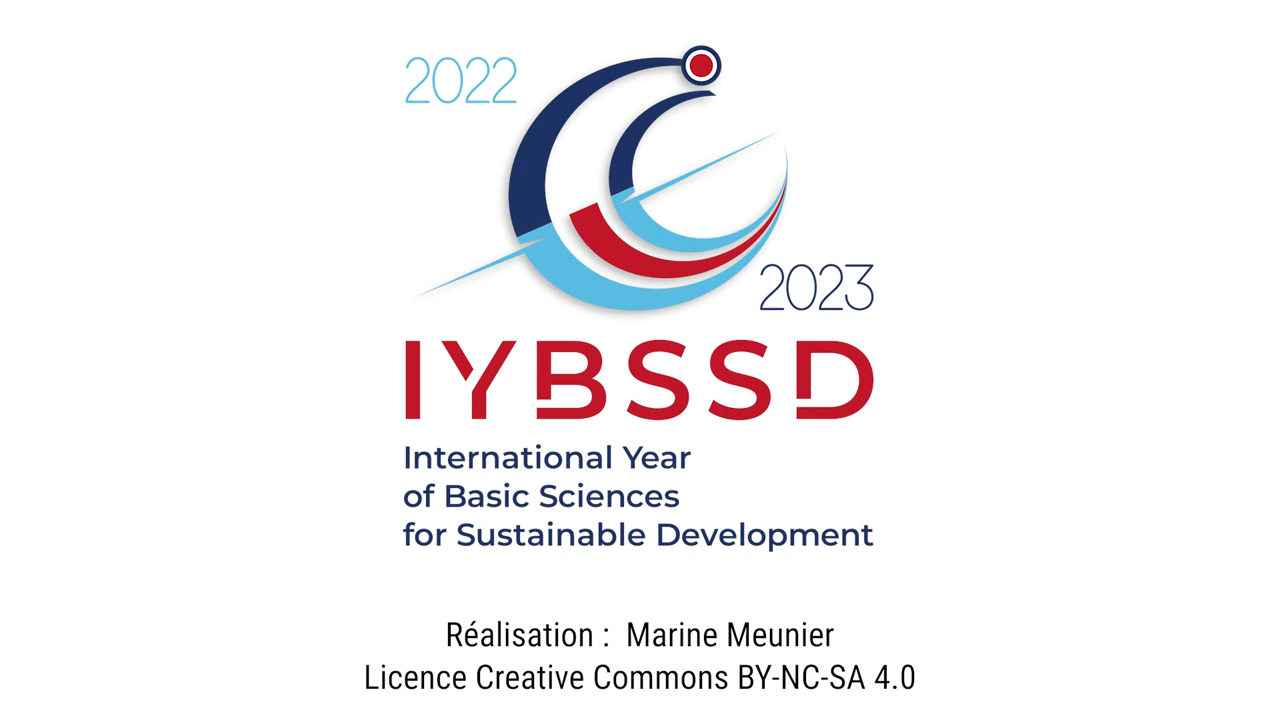 2022
2023
IYBSSD
International Year
of Basic Sciences
for Sustainable Development
Réalisation : Marine Meunier
Licence Creative Commons BY-NC-SA 4.0